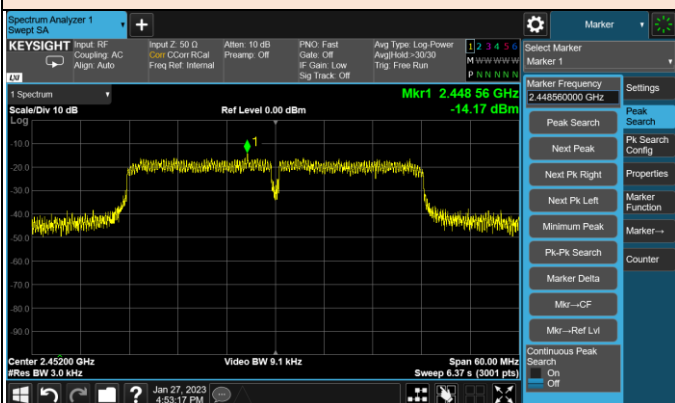 Spectrum Analyzer 1
Swept SA
+
Marker
KEYSIGHT
Input: RF
Coupling: AC
Align: Auto
Input Z: 50 Ω
Corr CCorr RCal
Freq Ref: Internal
Atten: 10 dB
Preamp: Off
PNO: Fast
Gate: Off
IF Gain: Low
Sig Track: Off
Avg Type: Log-Power
Avg|Hold:>30/30
Trig: Free Run
1 2 3 4 5 6
M W W W W W
P N N N N N
LXI
Select Marker
Marker 1
1 Spectrum
Scale/Div 10 dB
Ref Level 0.00 dBm
Mkr1 2.448 56 GHz
-14.17 dBm
Log
-10.0
-20.0
-30.0
-40.0
-50.0
-60.0
-70.0
-80.0
-90.0
1
Center 2.45200 GHz
#Res BW 3.0 kHz
Video BW 9.1 kHz
Span 60.00 MHz
Sweep 6.37 s (3001 pts)
Marker Frequency
2.448560000 GHz
Peak Search
Next Peak
Next Pk Right
Next Pk Left
Minimum Peak
Pk-Pk Search
Marker Delta
Mkr→CF
Mkr→Ref Lvl
Continuous Peak
Search
On
Off
Settings
Peak
Search
Pk Search
Config
Properties
Marker
Function
Marker→
Counter
?
Jan 27, 2023
4:53:17 PM